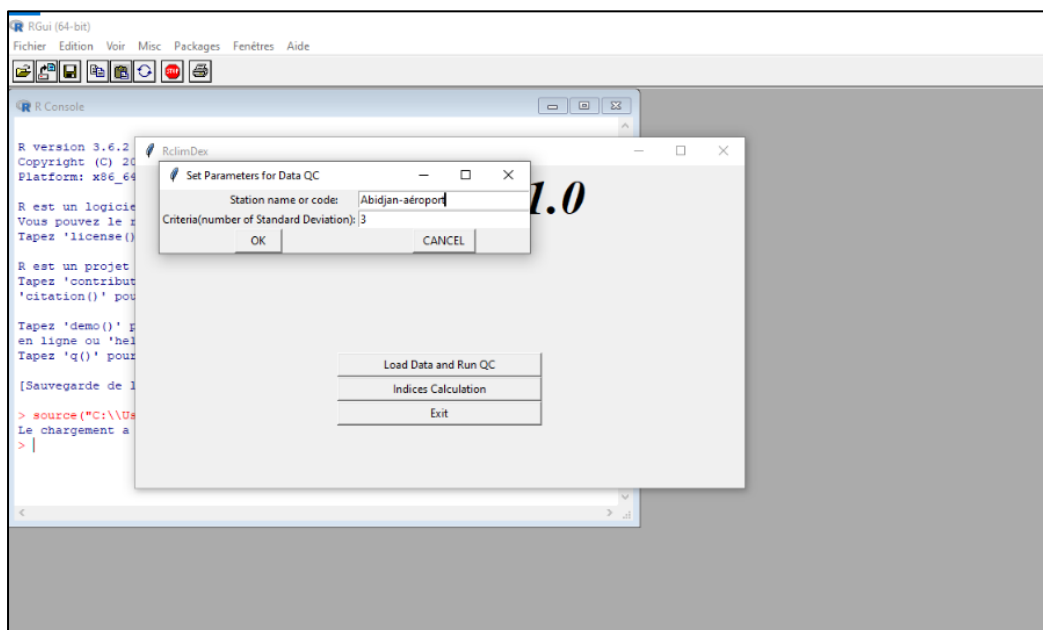 RGui (64-bit)
Fichier Edition Voir Misc Packages Fenêtres Aide
STOP
R Console
R version 3.6.2
Copyright (C) 20
Platform: x86_64
R est un logicie
Vous pouvez le r
Tapez 'license()
R est un projet
Tapez 'contribut
'citation()' pou
Tapez 'demo()' p
en ligne ou 'hel
Tapez 'q()' pour
[Sauvegarde de l
> source("C:\\Us
Le chargement a
>
RclimDex
1.0
Set Parameters for Data QC
Station name or code: Abidjan-aéroport
Criteria(number of Standard Deviation): 3
OK CANCEL
Load Data and Run QC
Indices Calculation
Exit